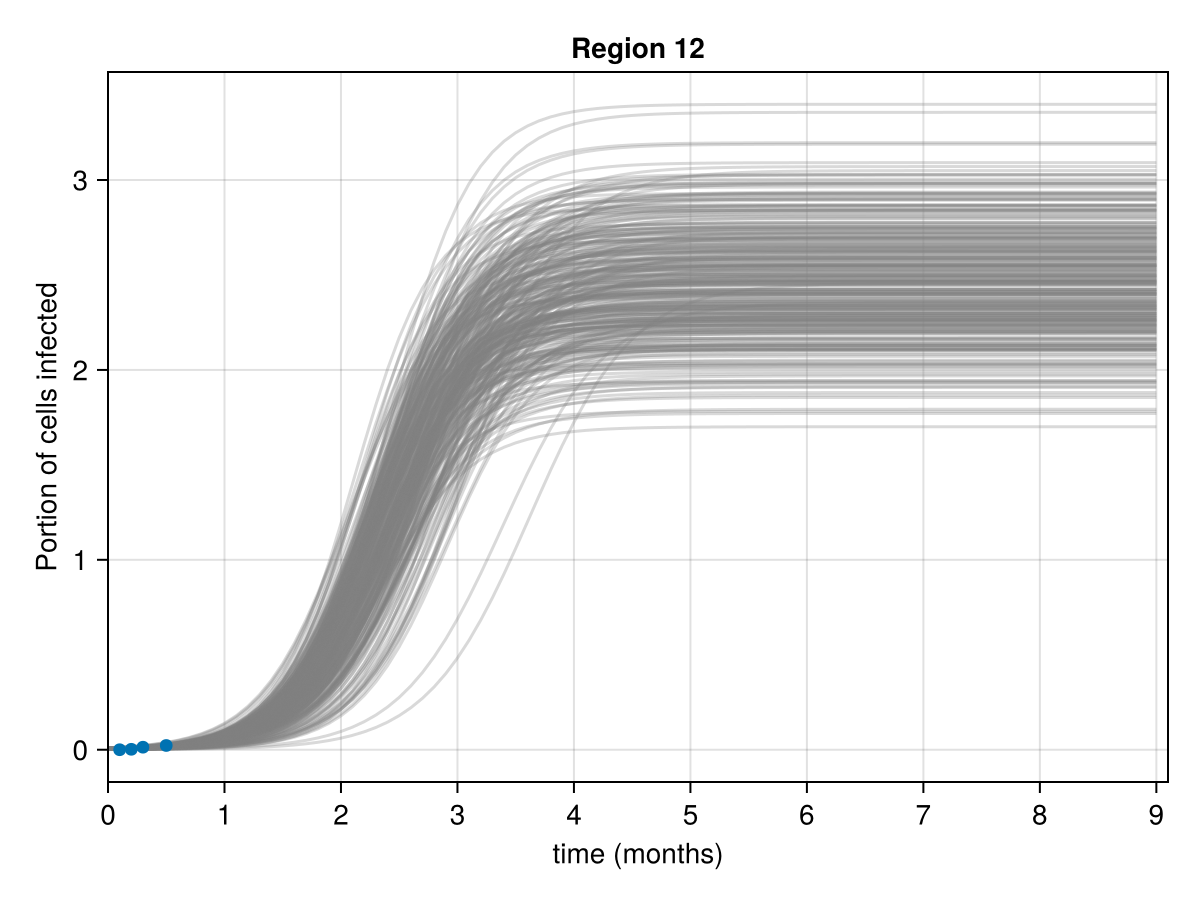 Region 12
Portion of cells infected
3
2
1
0
0 1 2 3 4 5 6 7 8 9
time (months)